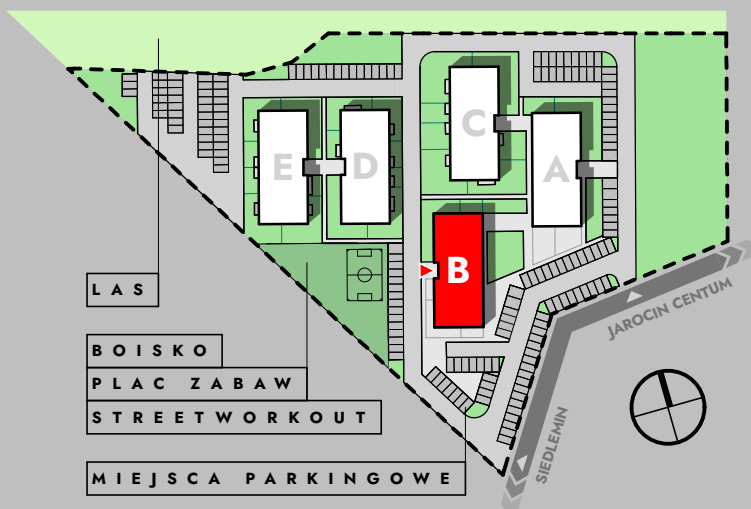 C
E
D
A
B
LAS
BOISKO
PLAC ZABAW
STREETWORKOUT
MIEJSCA PARKINGOWE
JAROCIN CENTUM
SIEDLEMIN